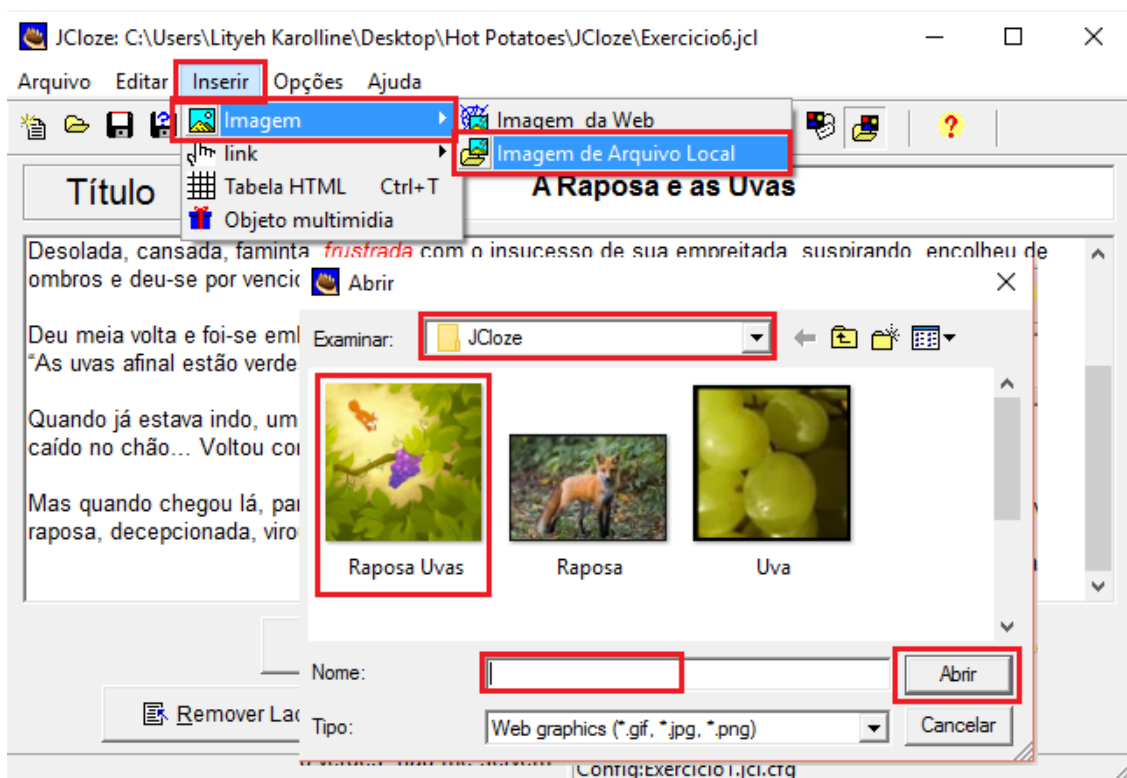 JCloze: C:\Users\Lityeh Karolline\Desktop\Hot Potatoes\JCloze\Exercicio6.jcl
Arquivo Editar Inserir Opções Ajuda
Imagem
Imagem da Web
link
Imagem de Arquivo Local
Tabela HTML Ctrl+T
Objeto multimidia
Título
A Raposa e as Uvas
Desolada, cansada, faminta frustrada com o insucesso de sua empreitada suspirando encolheu de
ombros e deu-se por vencid
Abrir
Deu meia volta e foi-se emb
Examinar: JCloze
“As uvas afinal estão verde
Quando já estava indo, um
caído no chão... Voltou cor
Mas quando chegou lá, par
raposa, decepcionada, viro
Raposa Uvas
Raposa
Uva
Nome:
Abrir
Remover Lac
Tipo: Web graphics (*.gif, *.jpg, *.png)
Cancelar
Config:Exercicio1.jcl.cfg